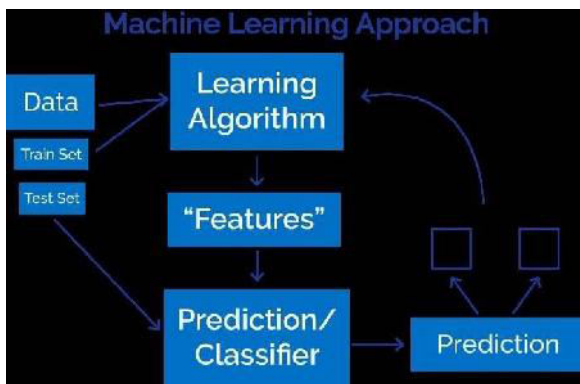 Machine Learning Approach
Data
Train Set
Test Set
Learning
Algorithm
“Features”
Prediction/
Classifier
Prediction